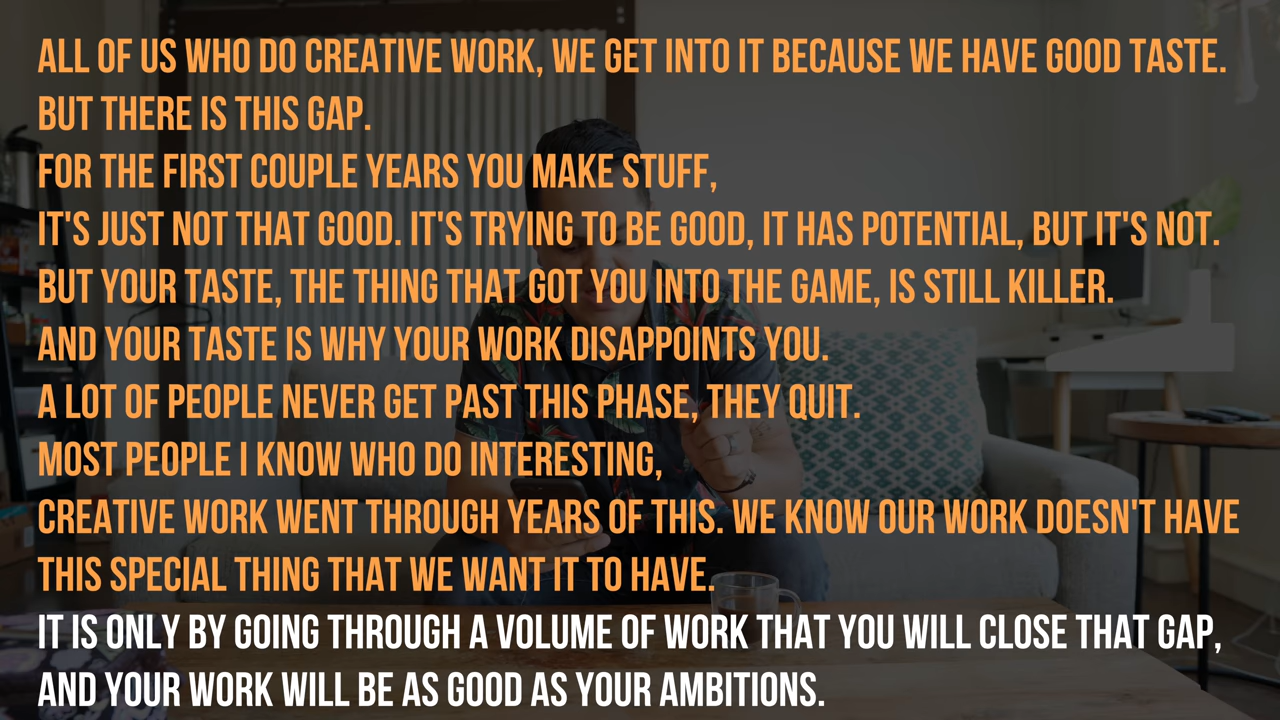 ALL OF US WHO DO CREATIVE WORK, WE GET INTO IT BECAUSE WE HAVE GOOD TASTE.
BUT THERE IS THIS GAP.
FOR THE FIRST COUPLE YEARS YOU MAKE STUFF,
IT'S JUST NOT THAT GOOD. IT'S TRYING TO BE GOOD, IT HAS POTENTIAL, BUT IT'S NOT.
BUT YOUR TASTE, THE THING THAT GOT YOU INTO THE GAME, IS STILL KILLER.
AND YOUR TASTE IS WHY YOUR WORK DISAPPOINTS YOU.
A LOT OF PEOPLE NEVER GET PAST THIS PHASE, THEY QUIT.
MOST PEOPLE I KNOW WHO DO INTERESTING,
CREATIVE WORK WENT THROUGH YEARS OF THIS. WE KNOW OUR WORK DOESN'T HAVE
THIS SPECIAL THING THAT WE WANT IT TO HAVE.
IT IS ONLY BY GOING THROUGH A VOLUME OF WORK THAT YOU WILL CLOSE THAT GAP,
AND YOUR WORK WILL BE AS GOOD AS YOUR AMBITIONS.